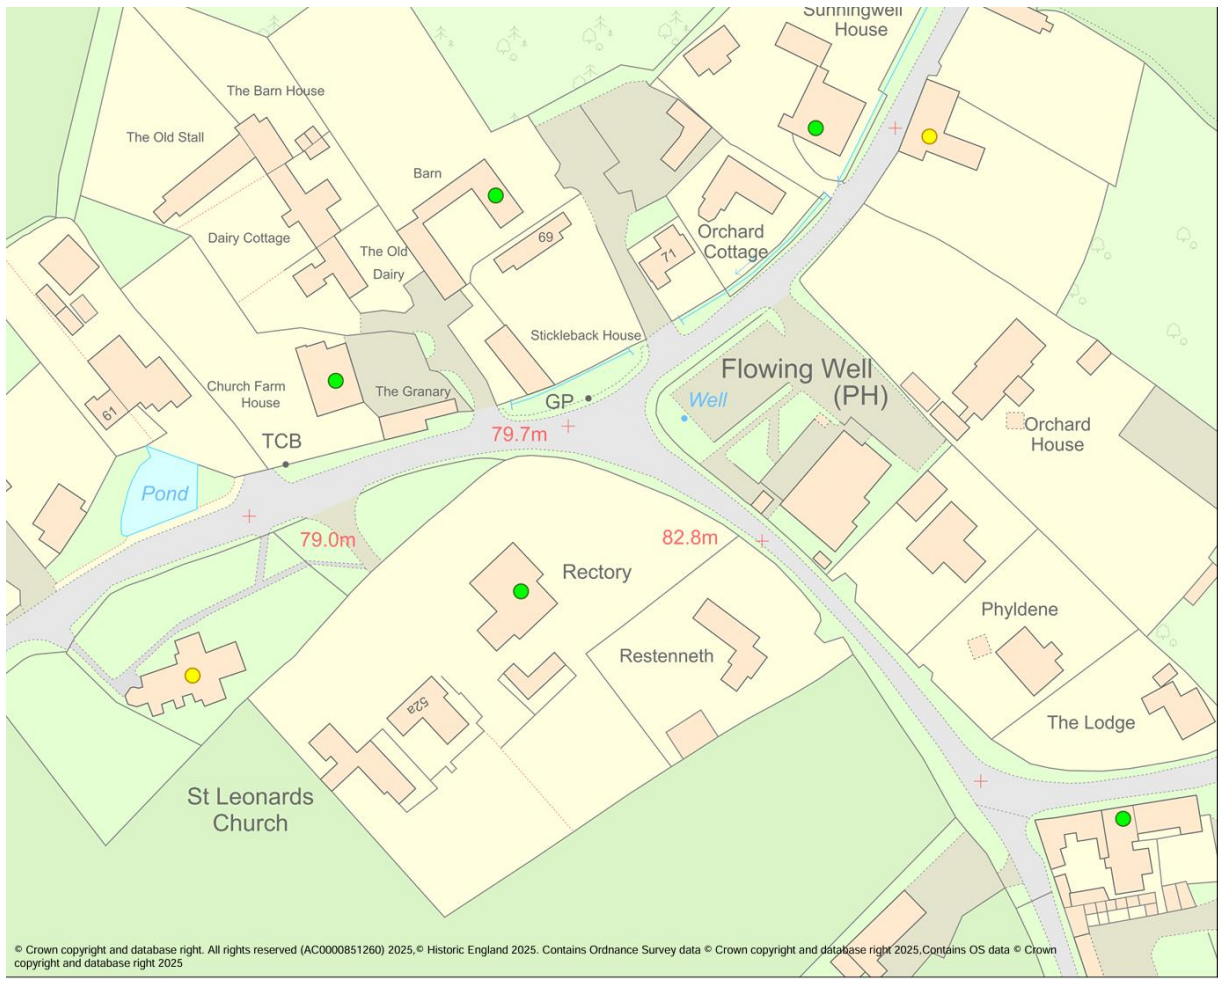 Sunningwell
House
The Barn House
The Old Stall
Barn
Dairy Cottage
The Old
Dairy
69
71
Orchard
Cottage
Stickleback House
Flowing Well
(PH)
Well
GP
79.7m
Church Farm
House
The Granary
61
TCB
Pond
79.0m
82.8m
Orchard
House
Rectory
Restenneth
Phyldene
52a
The Lodge
St Leonards
Church
© Crown copyright and database right. All rights reserved (AC0000851260) 2025,© Historic England 2025. Contains Ordnance Survey data © Crown copyright and database right 2025,Contains OS data © Crown
copyright and database right 2025